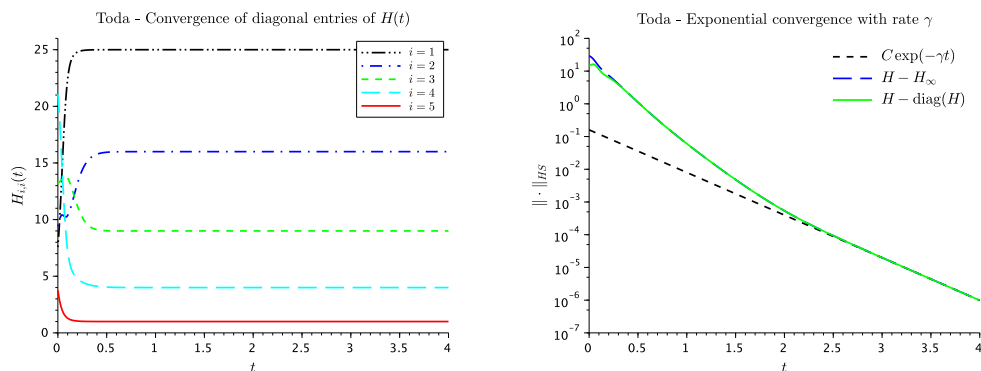 Toda - Convergence of diagonal entries of H(t)
H_{i,i}(t)
25
20
15
10
5
0
i = 1
i = 2
i = 3
i = 4
i = 5
0 0.5 1 1.5 2 2.5 3 3.5 4
t
Toda - Exponential convergence with rate γ
‖ · ‖_{HS}
10^2
10^1
10^0
10^{-1}
10^{-2}
10^{-3}
10^{-4}
10^{-5}
10^{-6}
10^{-7}
C exp(−γt)
H − H_∞
H − diag(H)
0 0.5 1 1.5 2 2.5 3 3.5 4
t